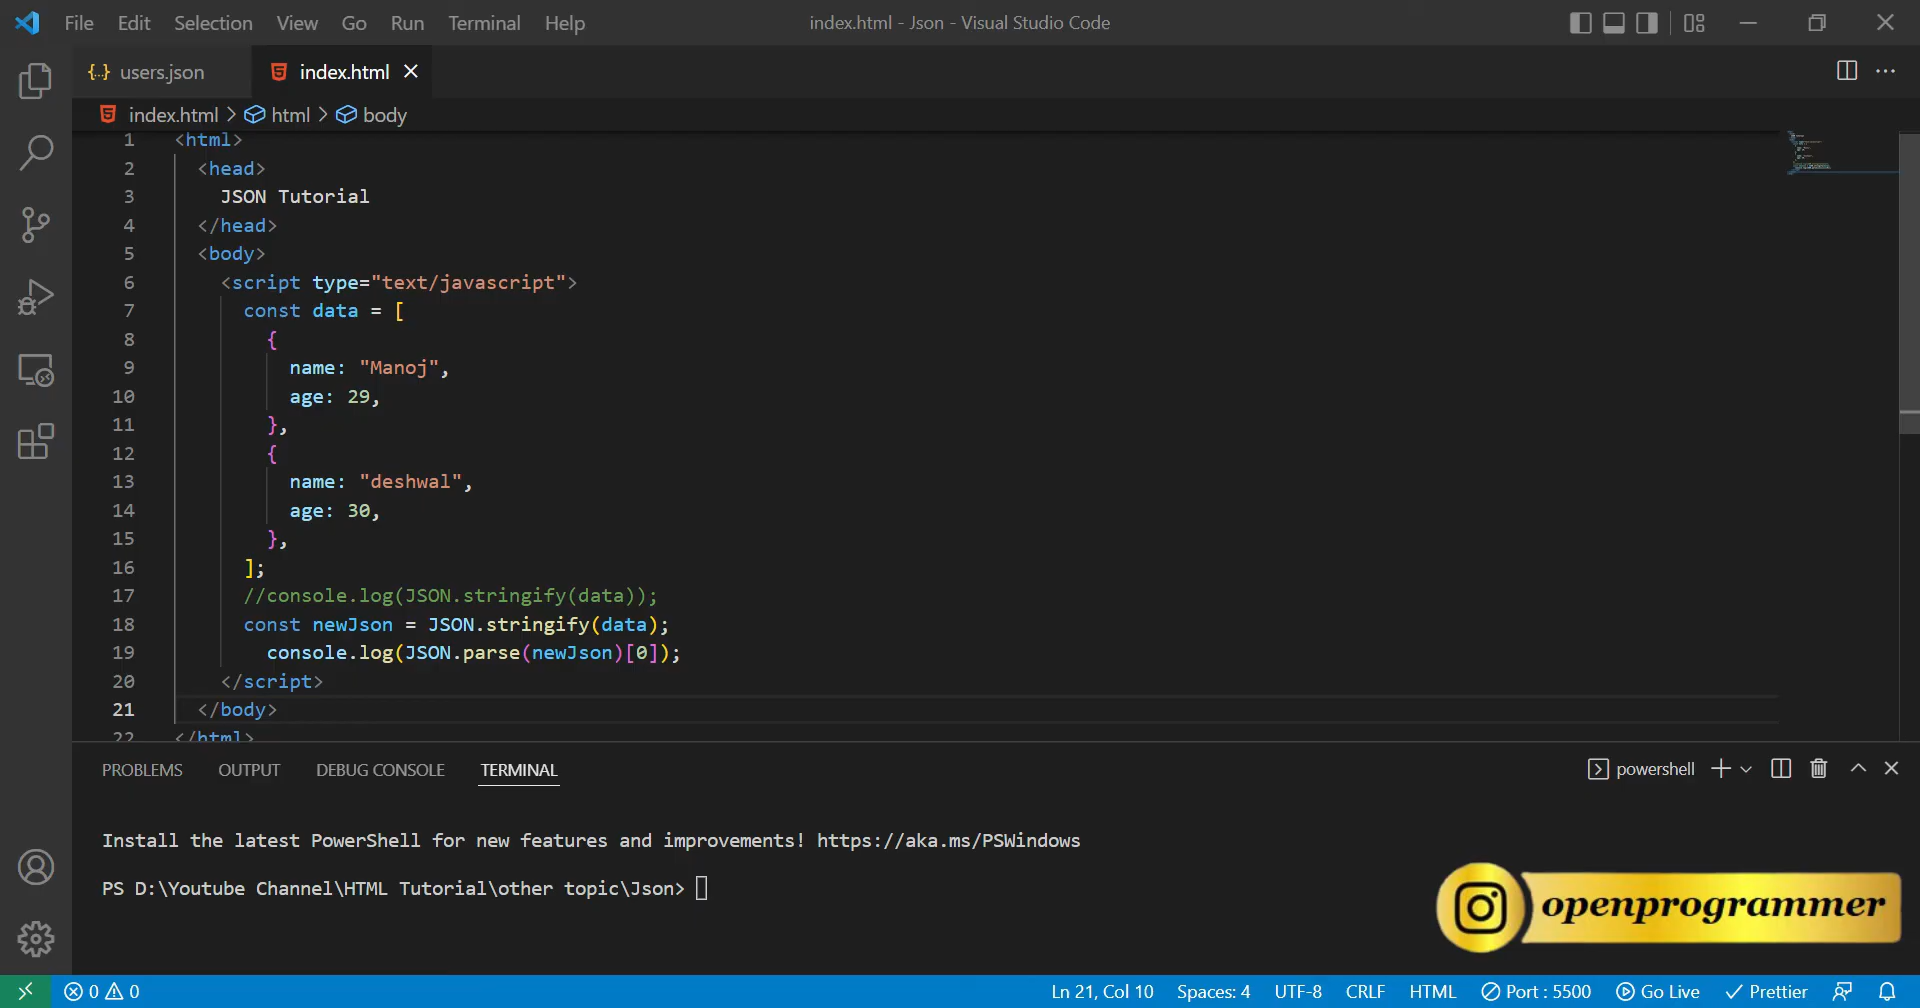 File Edit Selection View Go Run Terminal Help index.html - Json - Visual Studio Code
{..} users.json index.html
index.html > html > body
1 <html>
2 <head>
3 JSON Tutorial
4 </head>
5 <body>
6 <script type="text/javascript">
7 const data = [
8 {
9 name: "Manoj",
10 age: 29,
11 },
12 {
13 name: "deshwal",
14 age: 30,
15 },
16 ];
17 //console.log(JSON.stringify(data));
18 const newJson = JSON.stringify(data);
19 console.log(JSON.parse(newJson)[0]);
20 </script>
21 </body>
22 </html>
PROBLEMS OUTPUT DEBUG CONSOLE TERMINAL powershell
Install the latest PowerShell for new features and improvements! https://aka.ms/PSWindows
PS D:\Youtube Channel\HTML Tutorial\other topic\Json>
openprogrammer
0 0 Ln 21, Col 10 Spaces: 4 UTF-8 CRLF HTML Port : 5500 Go Live Prettier